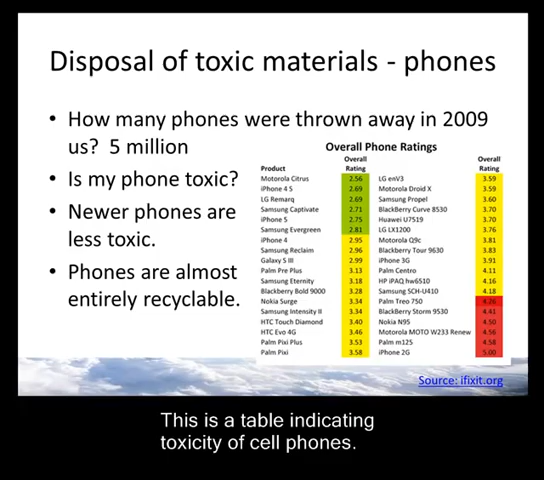 Disposal of toxic materials - phones
• How many phones were thrown away in 2009
us? 5 million
• Is my phone toxic?
• Newer phones are
less toxic.
• Phones are almost
entirely recyclable.
Overall Phone Ratings
Product Overall Rating Overall Rating
Motorola Citrus 2.56 LG enV3 3.59
iPhone 4 S 2.69 Motorola Droid X 3.59
LG Remarq 2.69 Samsung Propel 3.60
Samsung Captivate 2.71 BlackBerry Curve 8530 3.70
iPhone 5 2.75 Huawei U7519 3.70
Samsung Evergreen 2.81 LG LX1200 3.76
iPhone 4 2.95 Motorola Q9c 3.81
Samsung Reclaim 2.96 Blackberry Tour 9630 3.83
Galaxy S III 2.99 iPhone 3G 3.91
Palm Pre Plus 3.13 Palm Centro 4.11
Samsung Eternity 3.18 HP iPAQ hw6510 4.16
Blackberry Bold 9000 3.28 Samsung SCH-U410 4.18
Nokia Surge 3.34 Palm Treo 750 4.26
Samsung Intensity II 3.34 BlackBerry Storm 9530 4.41
HTC Touch Diamond 3.40 Nokia N95 4.50
HTC Evo 4G 3.46 Motorola MOTO W233 Renew 4.56
Palm Pixi Plus 3.53 Palm m125 4.58
Palm Pixi 3.58 iPhone 2G 5.00
Source: ifixit.org
This is a table indicating
toxicity of cell phones.